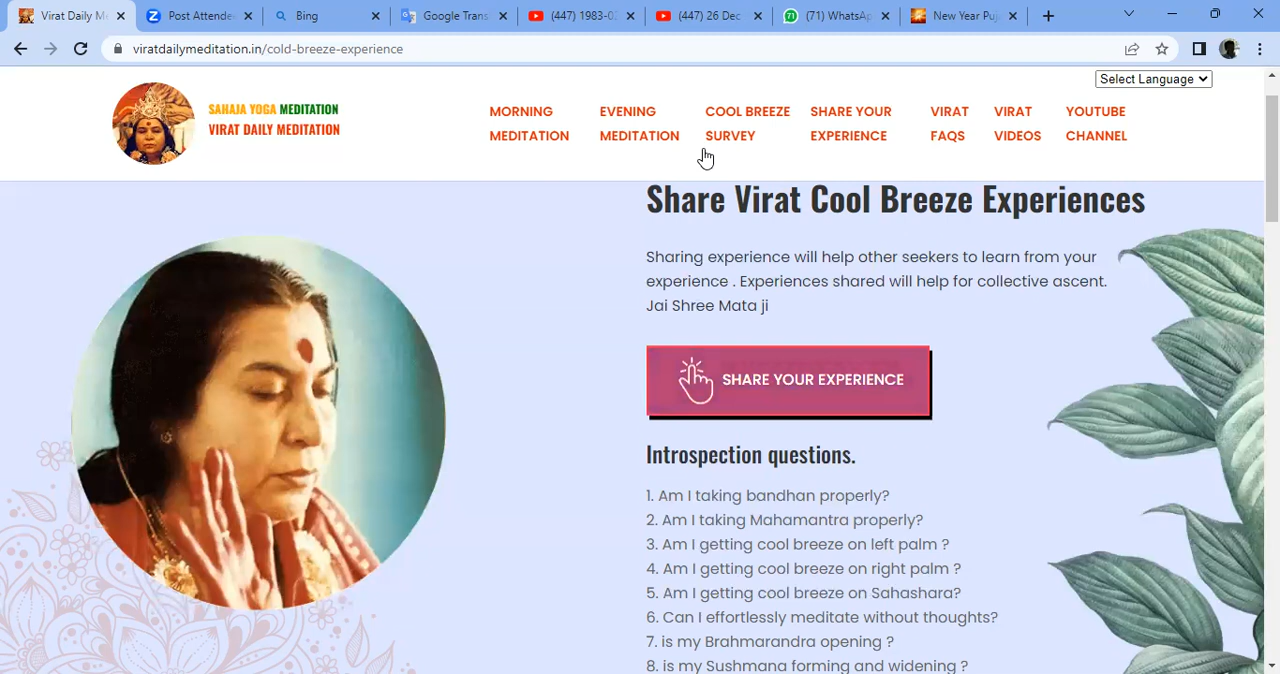 Virat Daily M
Post Attende
Bing
Google Trans
(447) 1983-02
(447) 26 Dec
(71) WhatsAp
New Year Puj
viratdailymeditation.in/cold-breeze-experience
Select Language
SAHAJA YOGA MEDITATION
VIRAT DAILY MEDITATION
MORNING MEDITATION
EVENING MEDITATION
COOL BREEZE SURVEY
SHARE YOUR EXPERIENCE
VIRAT FAQS
VIRAT VIDEOS
YOUTUBE CHANNEL
Share Virat Cool Breeze Experiences
Sharing experience will help other seekers to learn from your
experience . Experiences shared will help for collective ascent.
Jai Shree Mata ji
SHARE YOUR EXPERIENCE
Introspection questions.
1. Am I taking bandhan properly?
2. Am I taking Mahamantra properly?
3. Am I getting cool breeze on left palm ?
4. Am I getting cool breeze on right palm ?
5. Am I getting cool breeze on Sahashara?
6. Can I effortlessly meditate without thoughts?
7. is my Brahmarandra opening ?
8. is my Sushmana forming and widening ?